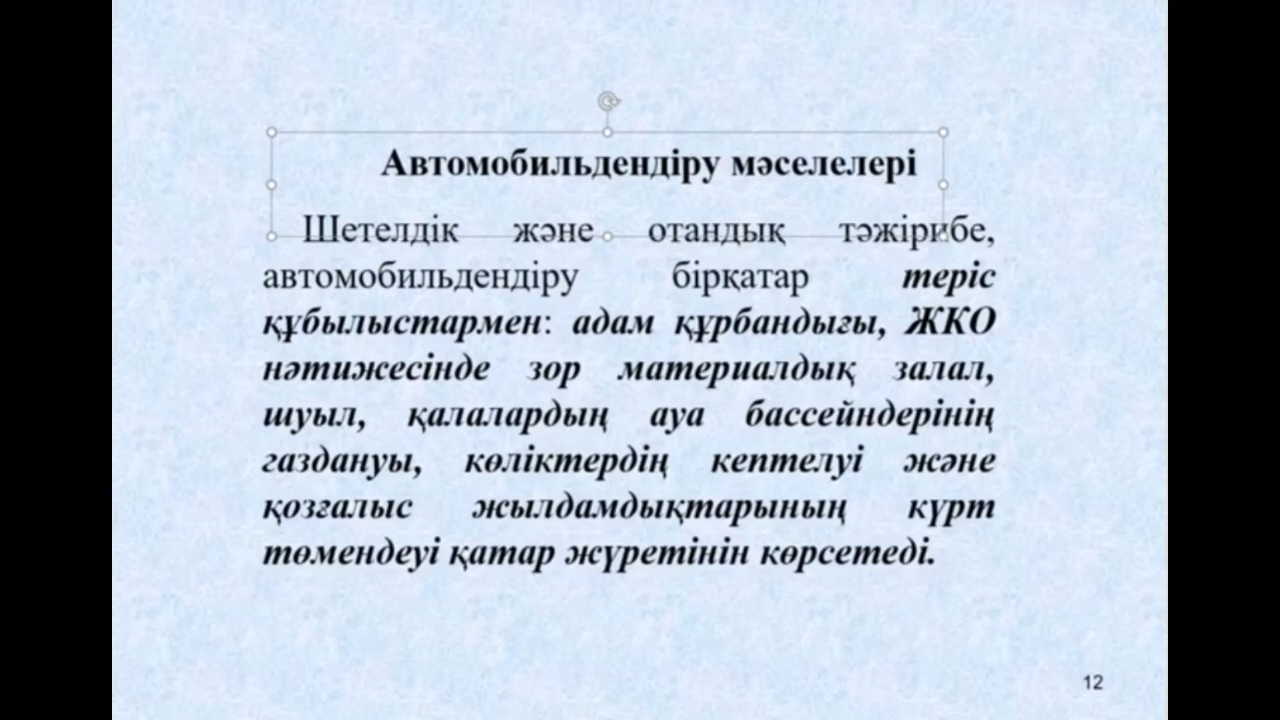 Автомобильдендіру мәселелері
Шетелдік және отандық тәжірибе,
автомобильдендіру бірқатар теріс
құбылыстармен: адам құрбандығы, ЖКО
нәтижесінде зор материалдық залал,
шуыл, қалалардың ауа бассейндерінің
газдануы, көліктердің кептелуі және
қозғалыс жылдамдықтарының күрт
төмендеуі қатар жүретінін көрсетеді.
12